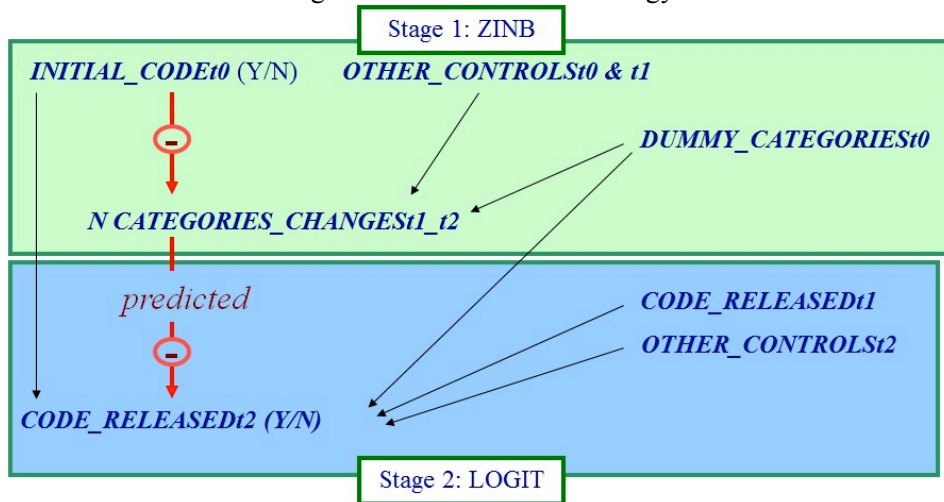 Stage 1: ZINB
INITIAL_CODEt0 (Y/N) OTHER_CONTROLSt0 & t1
-
DUMMY_CATEGORIESt0
N CATEGORIES_CHANGESt1_t2
predicted
CODE_RELEASEDt1
-
OTHER_CONTROLSt2
CODE_RELEASEDt2 (Y/N)
Stage 2: LOGIT